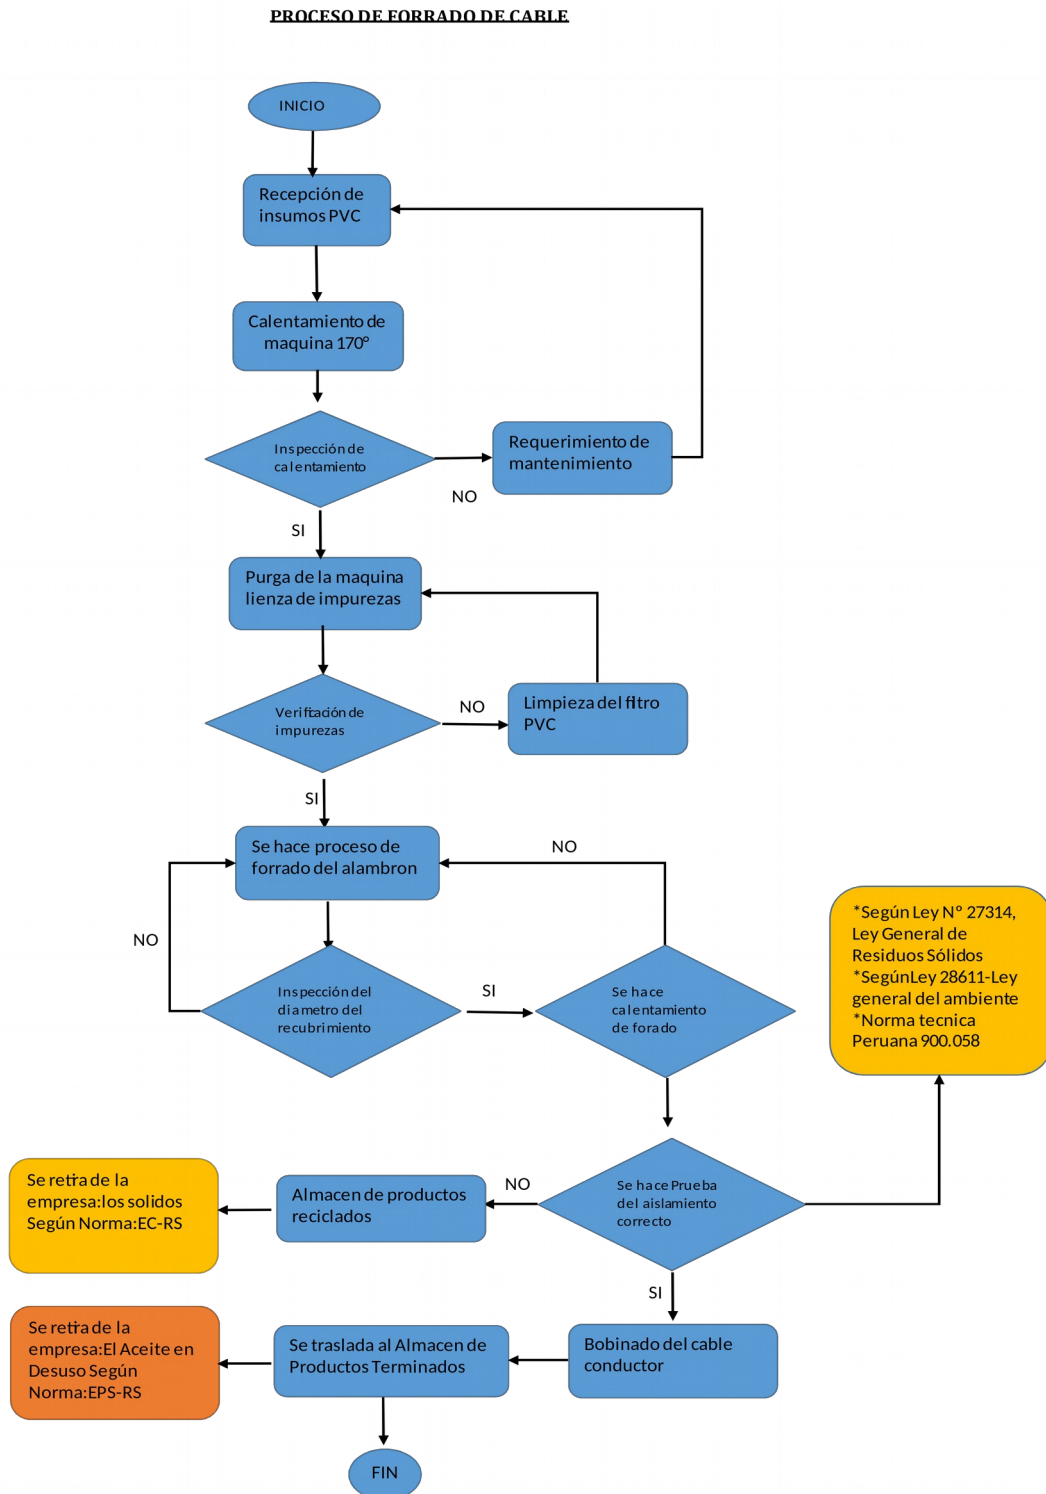 PROCESO DE FORRADO DE CABLE
INICIO
Recepción de
insumos PVC
Calentamiento de
maquina 170°
Inspección de
calentamiento
Requerimiento de
mantenimiento
NO
SI
Purga de la maquina
lienza de impurezas
Verificación de
impurezas
NO
Limpieza del filtro
PVC
SI
Se hace proceso de
forrado del alambron
NO
NO
Inspección del
diametro del
recubrimiento
SI
Se hace
calentamiento
de forado
*Según Ley N° 27314,
Ley General de
Residuos Sólidos
*SegúnLey 28611-Ley
general del ambiente
*Norma tecnica
Peruana 900.058
Se retira de la
empresa:los solidos
Según Norma:EC-RS
Almacen de productos
reciclados
NO
Se hace Prueba
del aislamiento
correcto
SI
Se retira de la
empresa:El Aceite en
Desuso Según
Norma:EPS-RS
Se traslada al Almacen de
Productos Terminados
Bobinado del cable
conductor
FIN